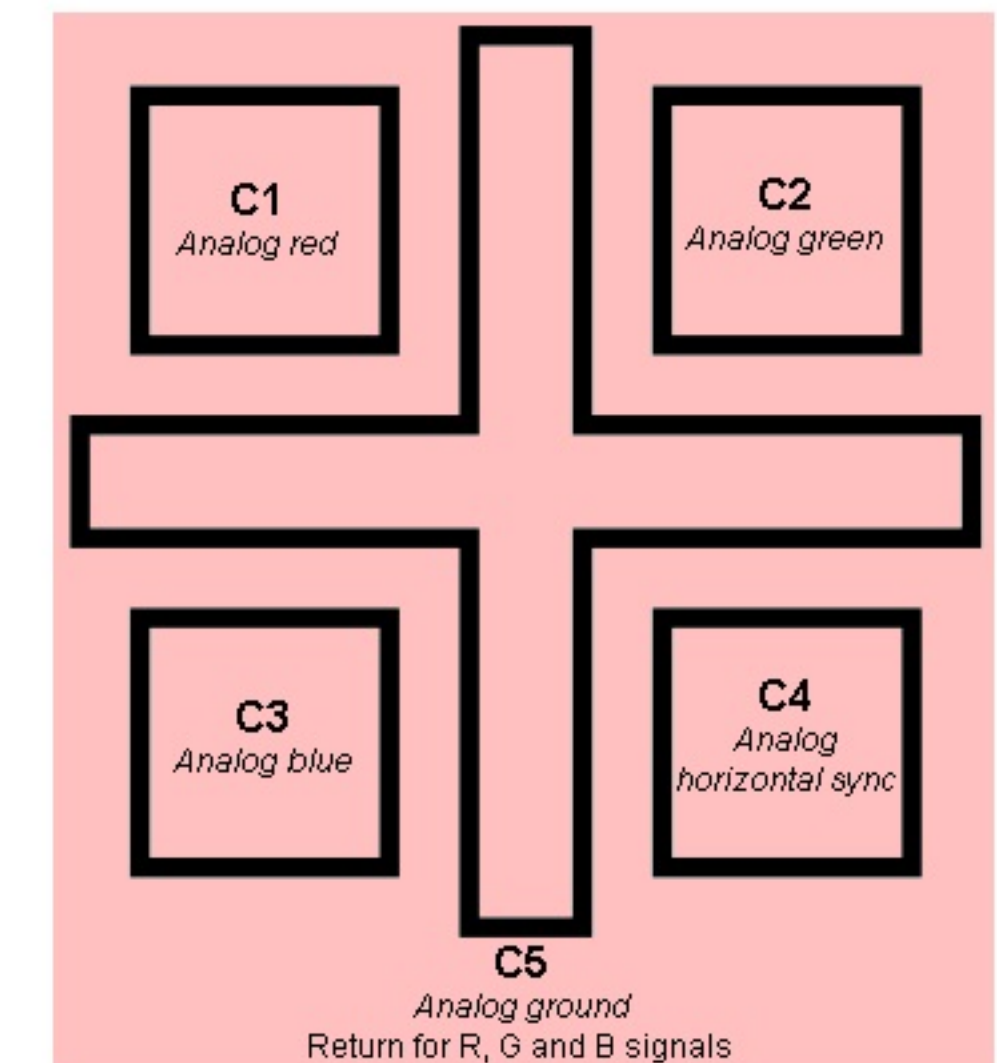 C1
Analog red
C2
Analog green
C3
Analog blue
C4
Analog
horizontal sync
C5
Analog ground
Return for R, G and B signals